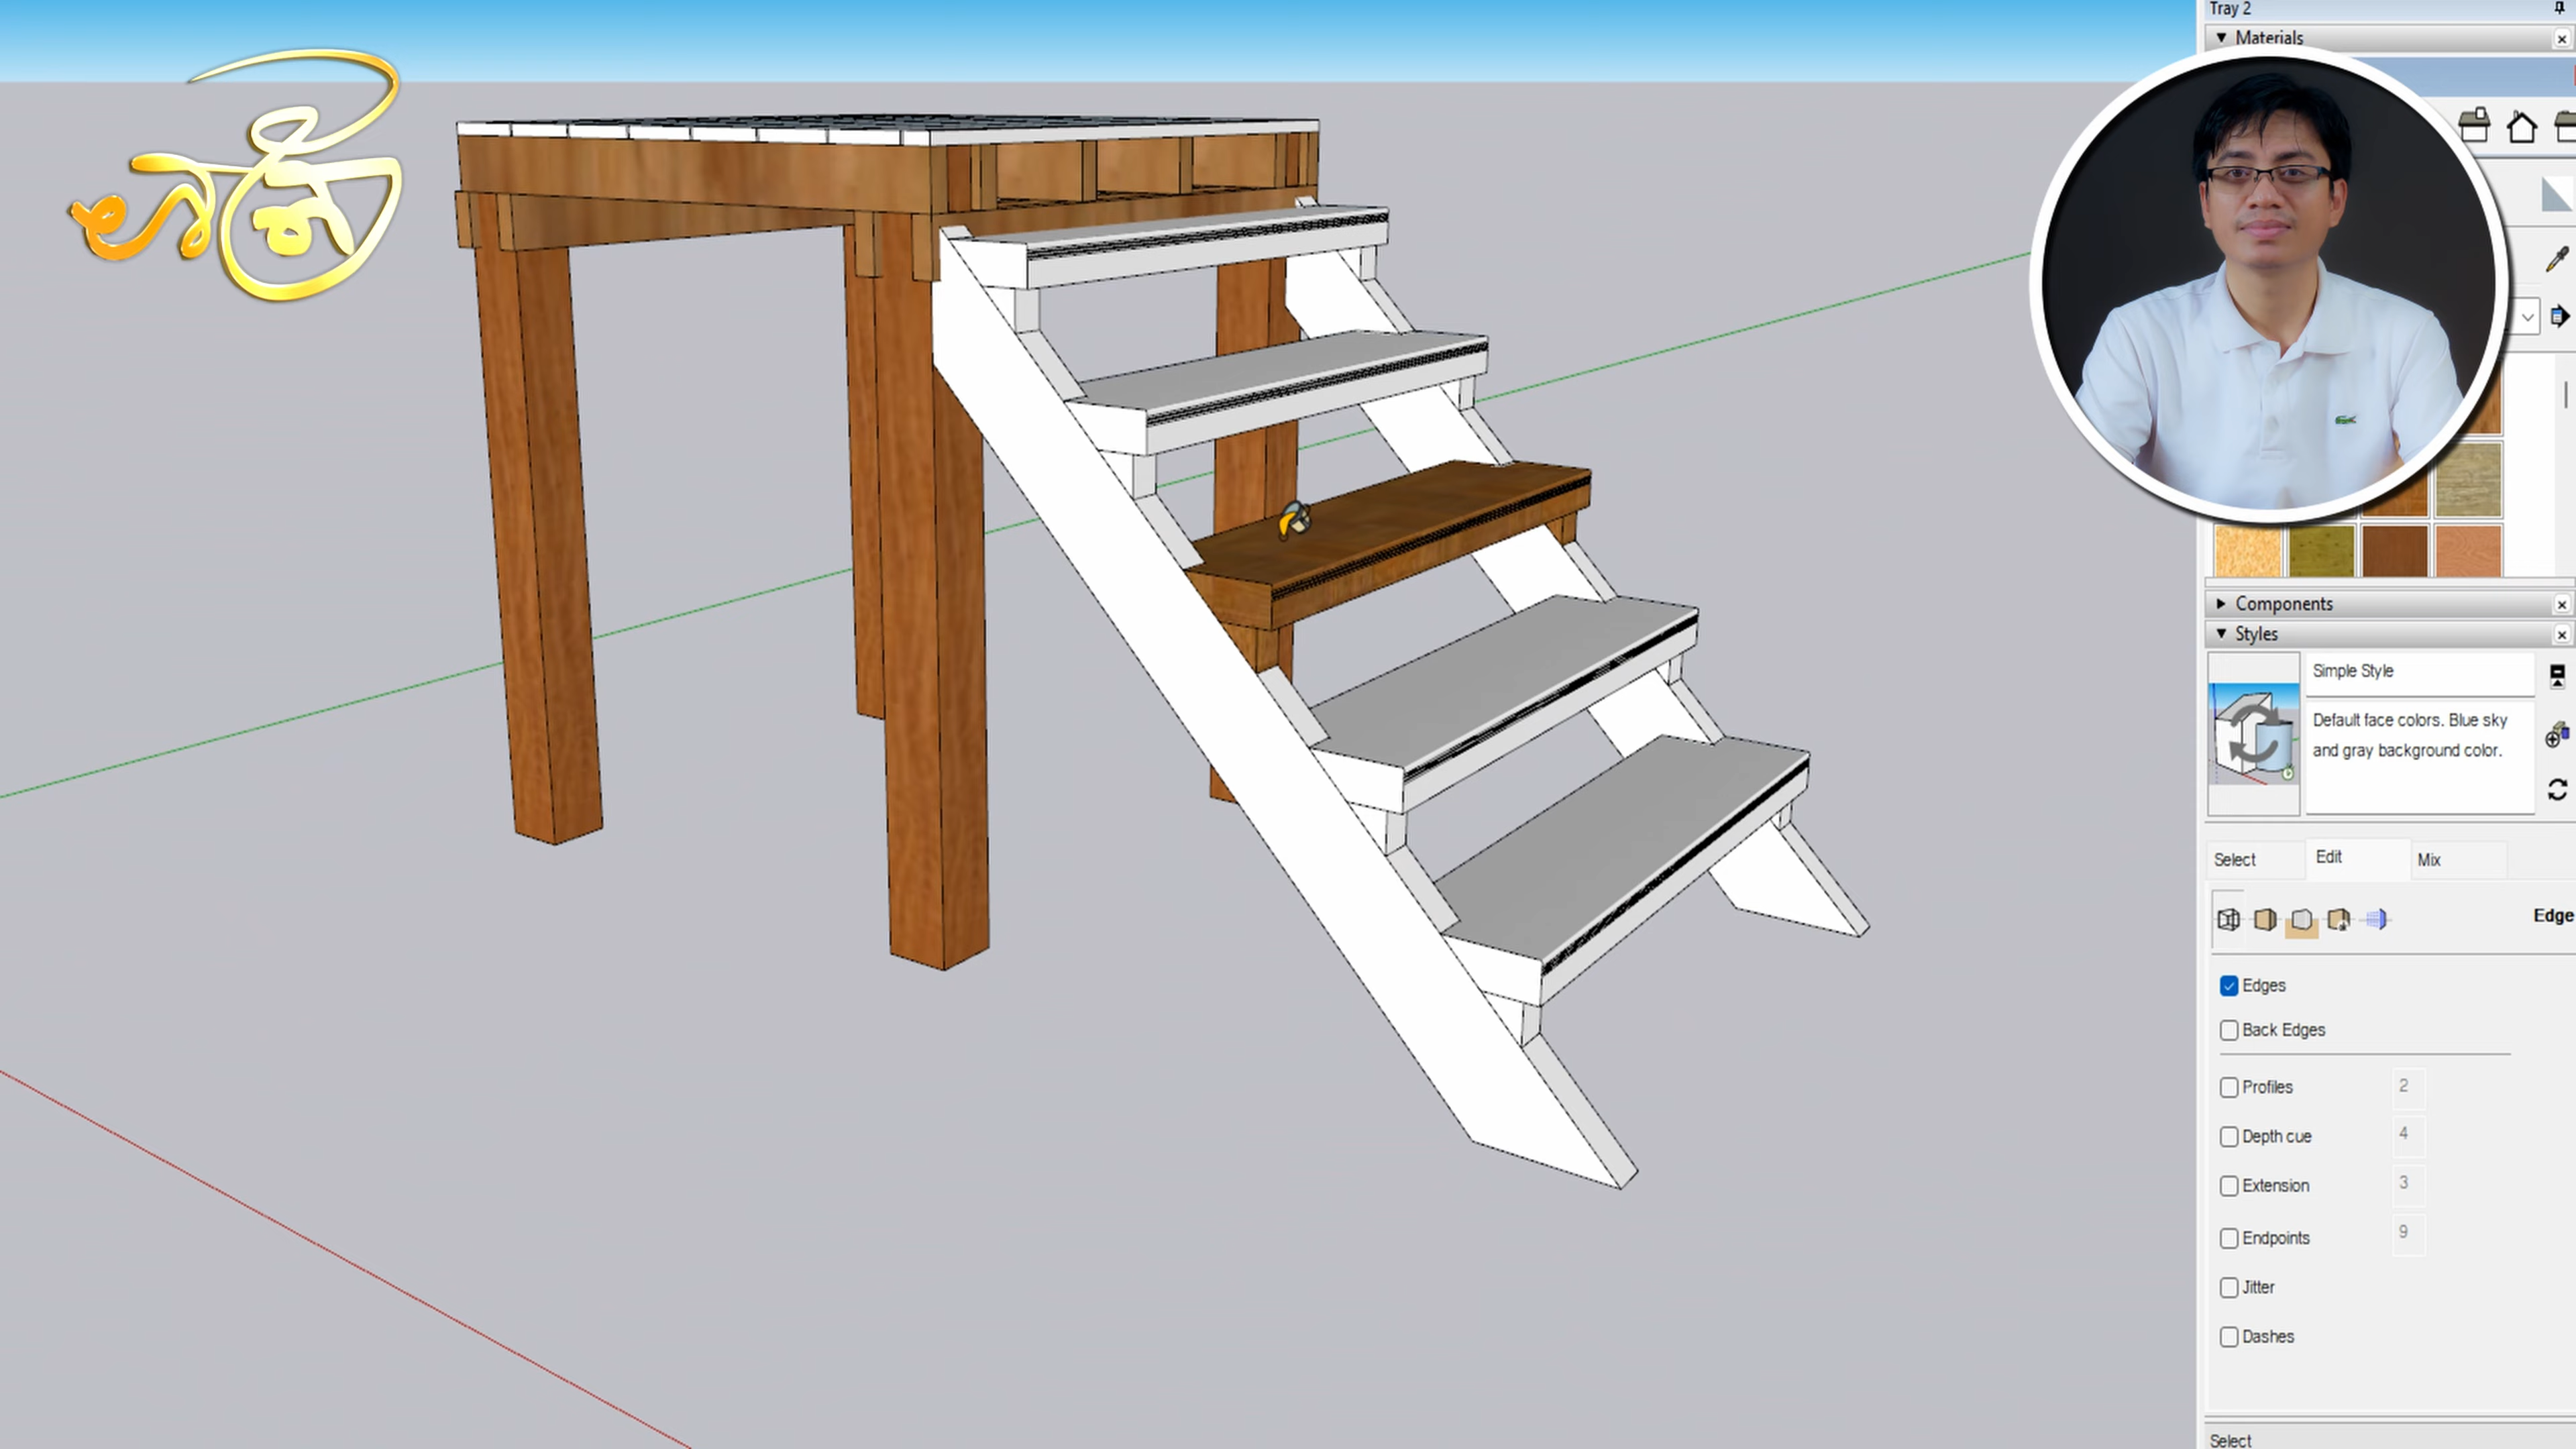 Tray 2
Materials
Components
Styles
Simple Style
Default face colors. Blue sky
and gray background color.
Select
Edit
Mix
Edge
Edges
Back Edges
Profiles 2
Depth cue 4
Extension 3
Endpoints 9
Jitter
Dashes
Select